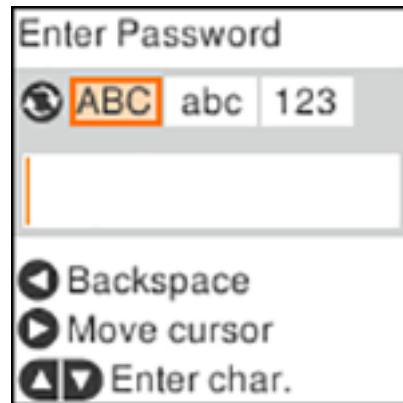 Enter Password
ABC abc 123
Backspace
Move cursor
Enter char.